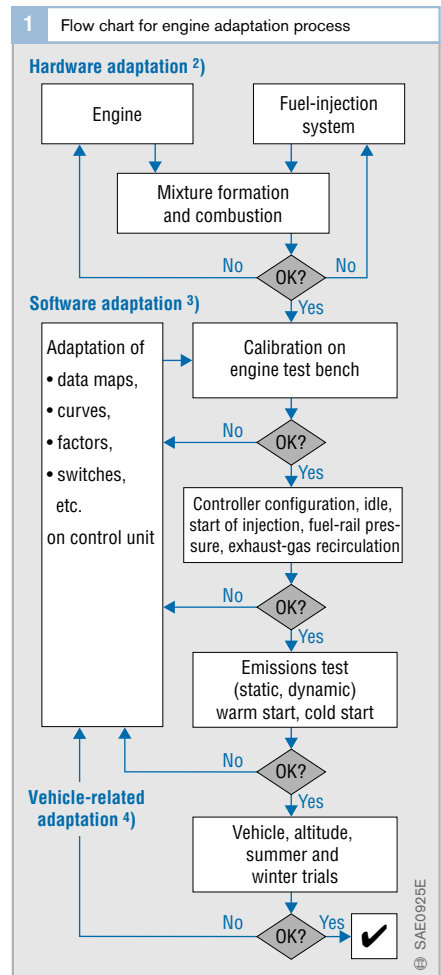 1 Flow chart for engine adaptation process
Hardware adaptation 2)
Engine
Fuel-injection
system
Mixture formation
and combustion
No
OK?
No
Yes
Software adaptation 3)
Adaptation of
• data maps,
• curves,
• factors,
• switches,
etc.
on control unit
Calibration on
engine test bench
No
OK?
Yes
Controller configuration, idle,
start of injection, fuel-rail pres-
sure, exhaust-gas recirculation
No
OK?
Yes
Emissions test
(static, dynamic)
warm start, cold start
No
OK?
Yes
Vehicle-related
adaptation 4)
Vehicle, altitude,
summer and
winter trials
No
OK?
Yes
✔
SAE0925E